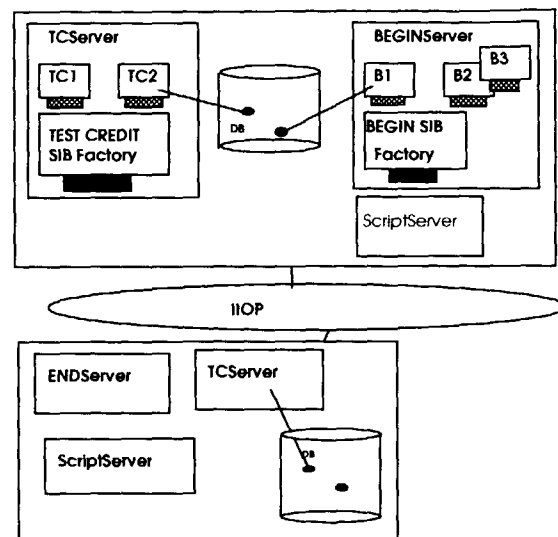 TCServer
BEGINServer
TC1
TC2
B1
B2
B3
DB
TEST CREDIT
SIB Factory
BEGIN SIB
Factory
ScriptServer
IIOP
ENDServer
TCServer
ScriptServer
DB